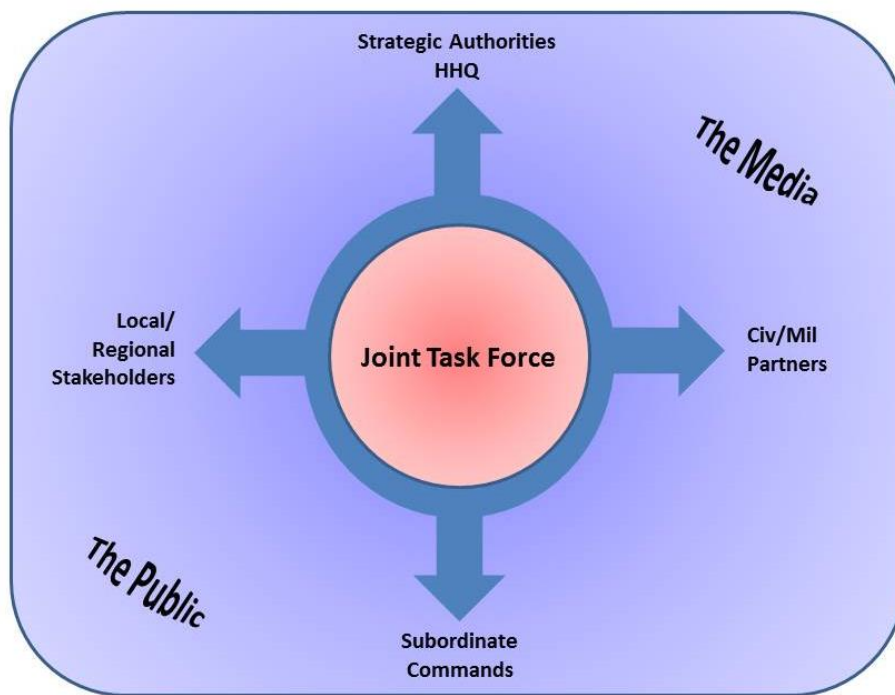 Strategic Authorities
HHQ
The Media
Local/
Regional
Stakeholders
Joint Task Force
Civ/Mil
Partners
The Public
Subordinate
Commands